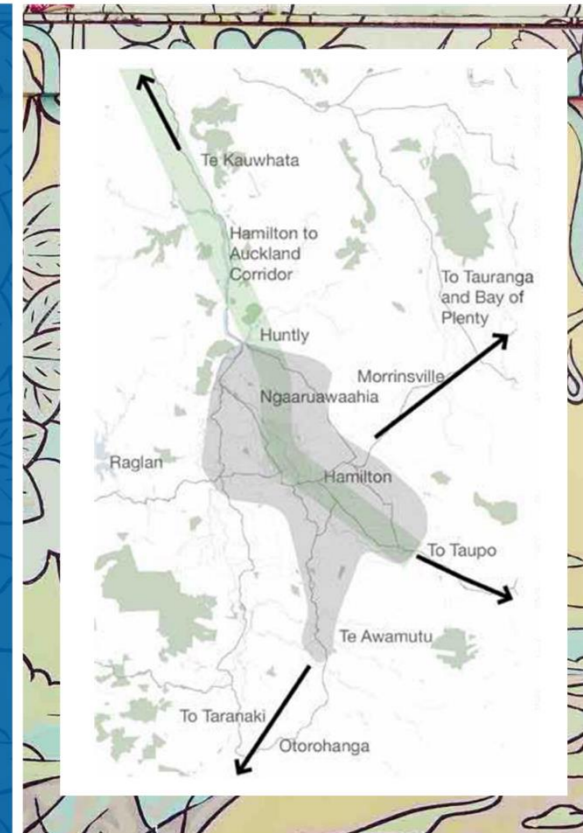 Te Kauwhata
Hamilton to
Auckland
Corridor
To Tauranga
and Bay of
Plenty
Huntly
Morrinsville
Ngaaruawaahia
Raglan
Hamilton
To Taupo
Te Awamutu
To Taranaki
Otorohanga